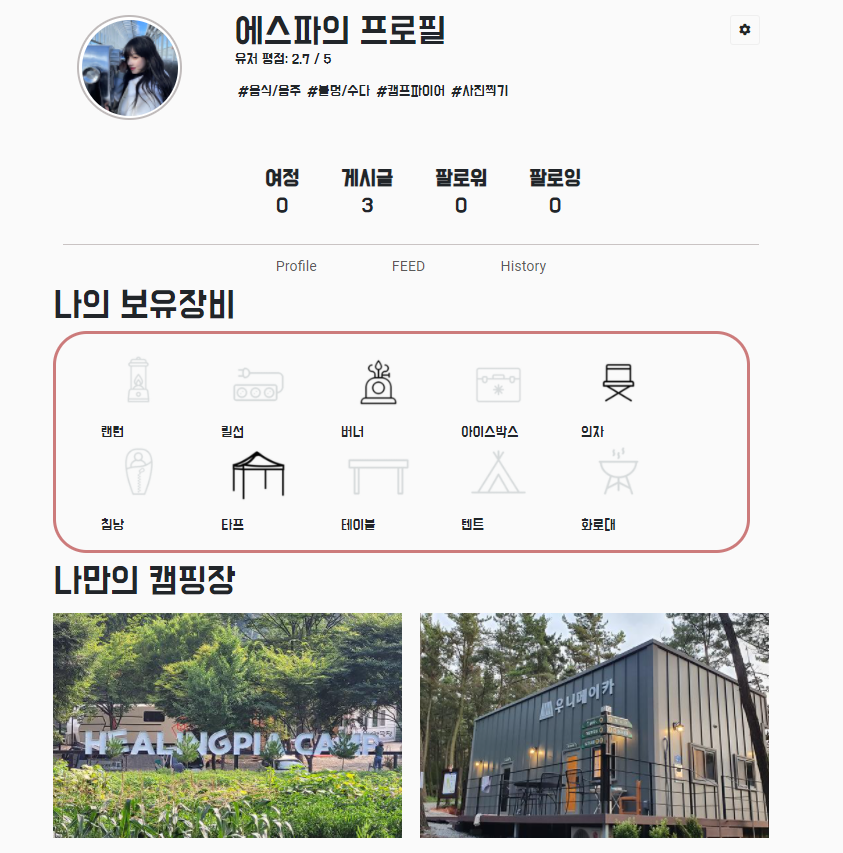 에스파의 프로필
유저 평점: 2.7 / 5
#음식/음주 #불멍/수다 #캠프파이어 #사진찍기
여정 게시글 팔로워 팔로잉
0 3 0 0
Profile FEED History
나의 보유장비
랜턴 릴선 버너 아이스박스 의자
침낭 타프 테이블 텐트 화로대
나만의 캠핑장
HEALINGPIA CAMP
우니메이카